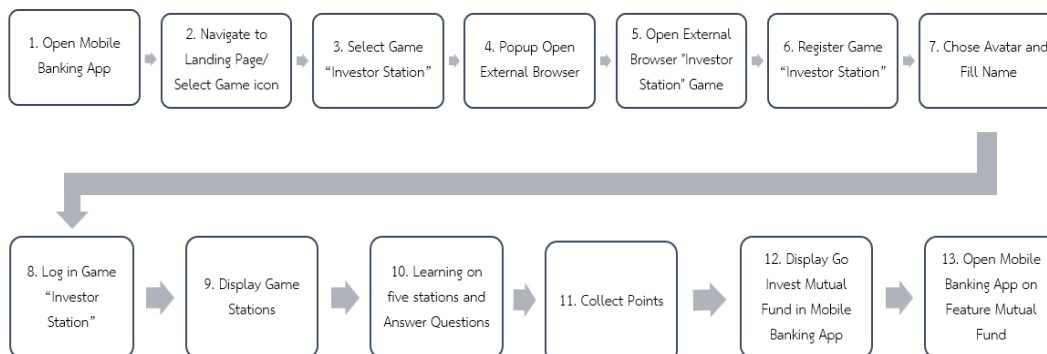 1. Open Mobile
Banking App
2. Navigate to
Landing Page/
Select Game icon
3. Select Game
“Investor Station”
4. Popup Open
External Browser
5. Open External
Browser "Investor
Station" Game
6. Register Game
“Investor Station”
7. Chose Avatar and
Fill Name
8. Log in Game
“Investor
Station”
9. Display Game
Stations
10. Learning on
five stations and
Answer Questions
11. Collect Points
12. Display Go
Invest Mutual
Fund in Mobile
Banking App
13. Open Mobile
Banking App on
Feature Mutual
Fund